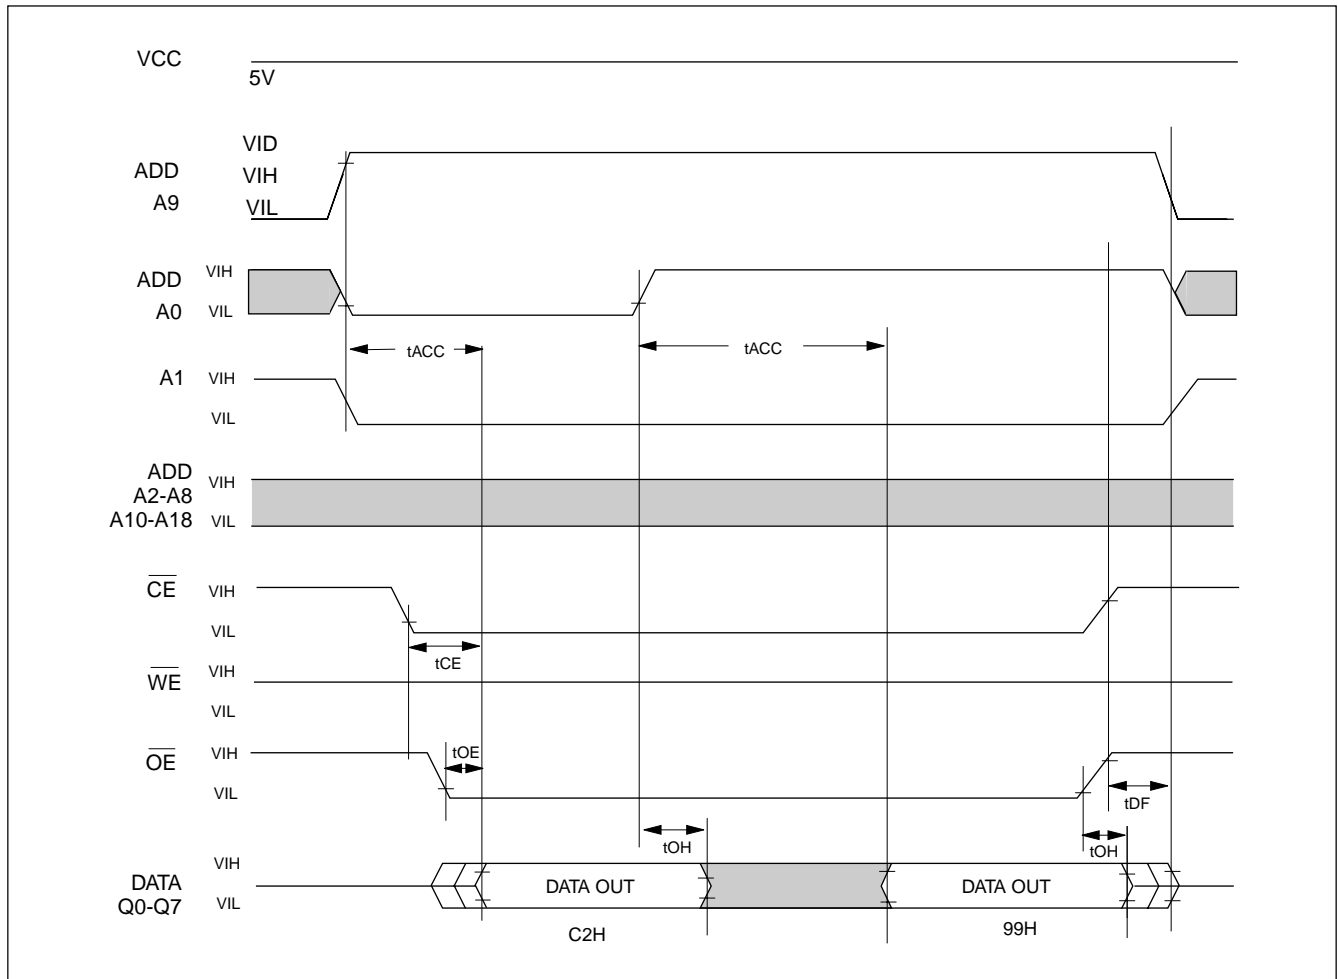 VCC
5V
VID
ADD
VIH
A9
VIL
ADD
VIH
A0
VIL
tACC
tACC
A1
VIH
VIL
ADD
VIH
A2-A8
A10-A18
VIL
CE
VIH
VIL
tCE
WE
VIH
VIL
OE
VIH
tOE
VIL
tDF
tOH
tOH
VIH
DATA
DATA OUT
DATA OUT
Q0-Q7
VIL
C2H
99H